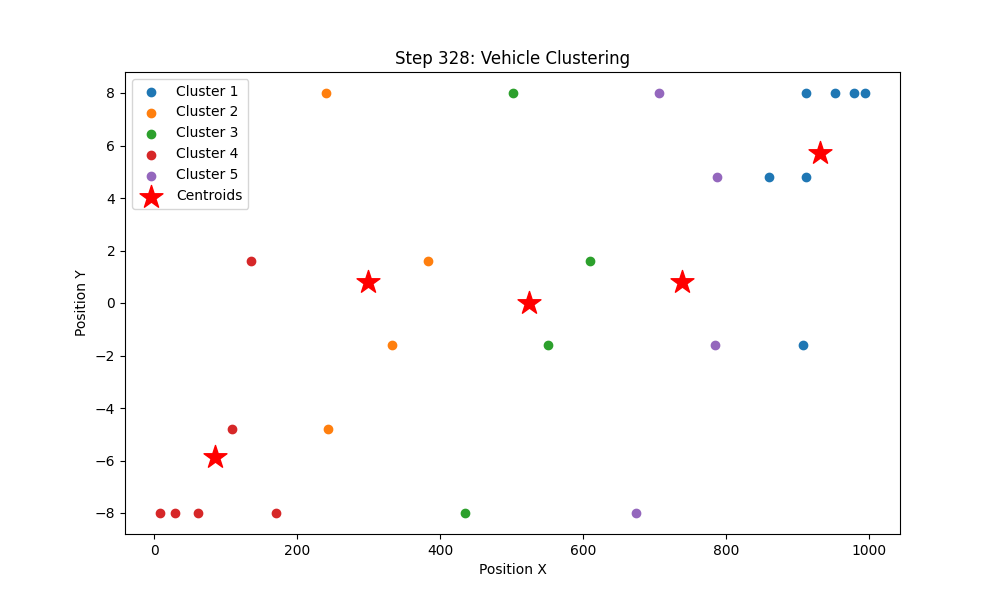 Step 328: Vehicle Clustering
Cluster 1
Cluster 2
Cluster 3
Cluster 4
Cluster 5
Centroids
Position Y
8
6
4
2
0
−2
−4
−6
−8
0 200 400 600 800 1000
Position X